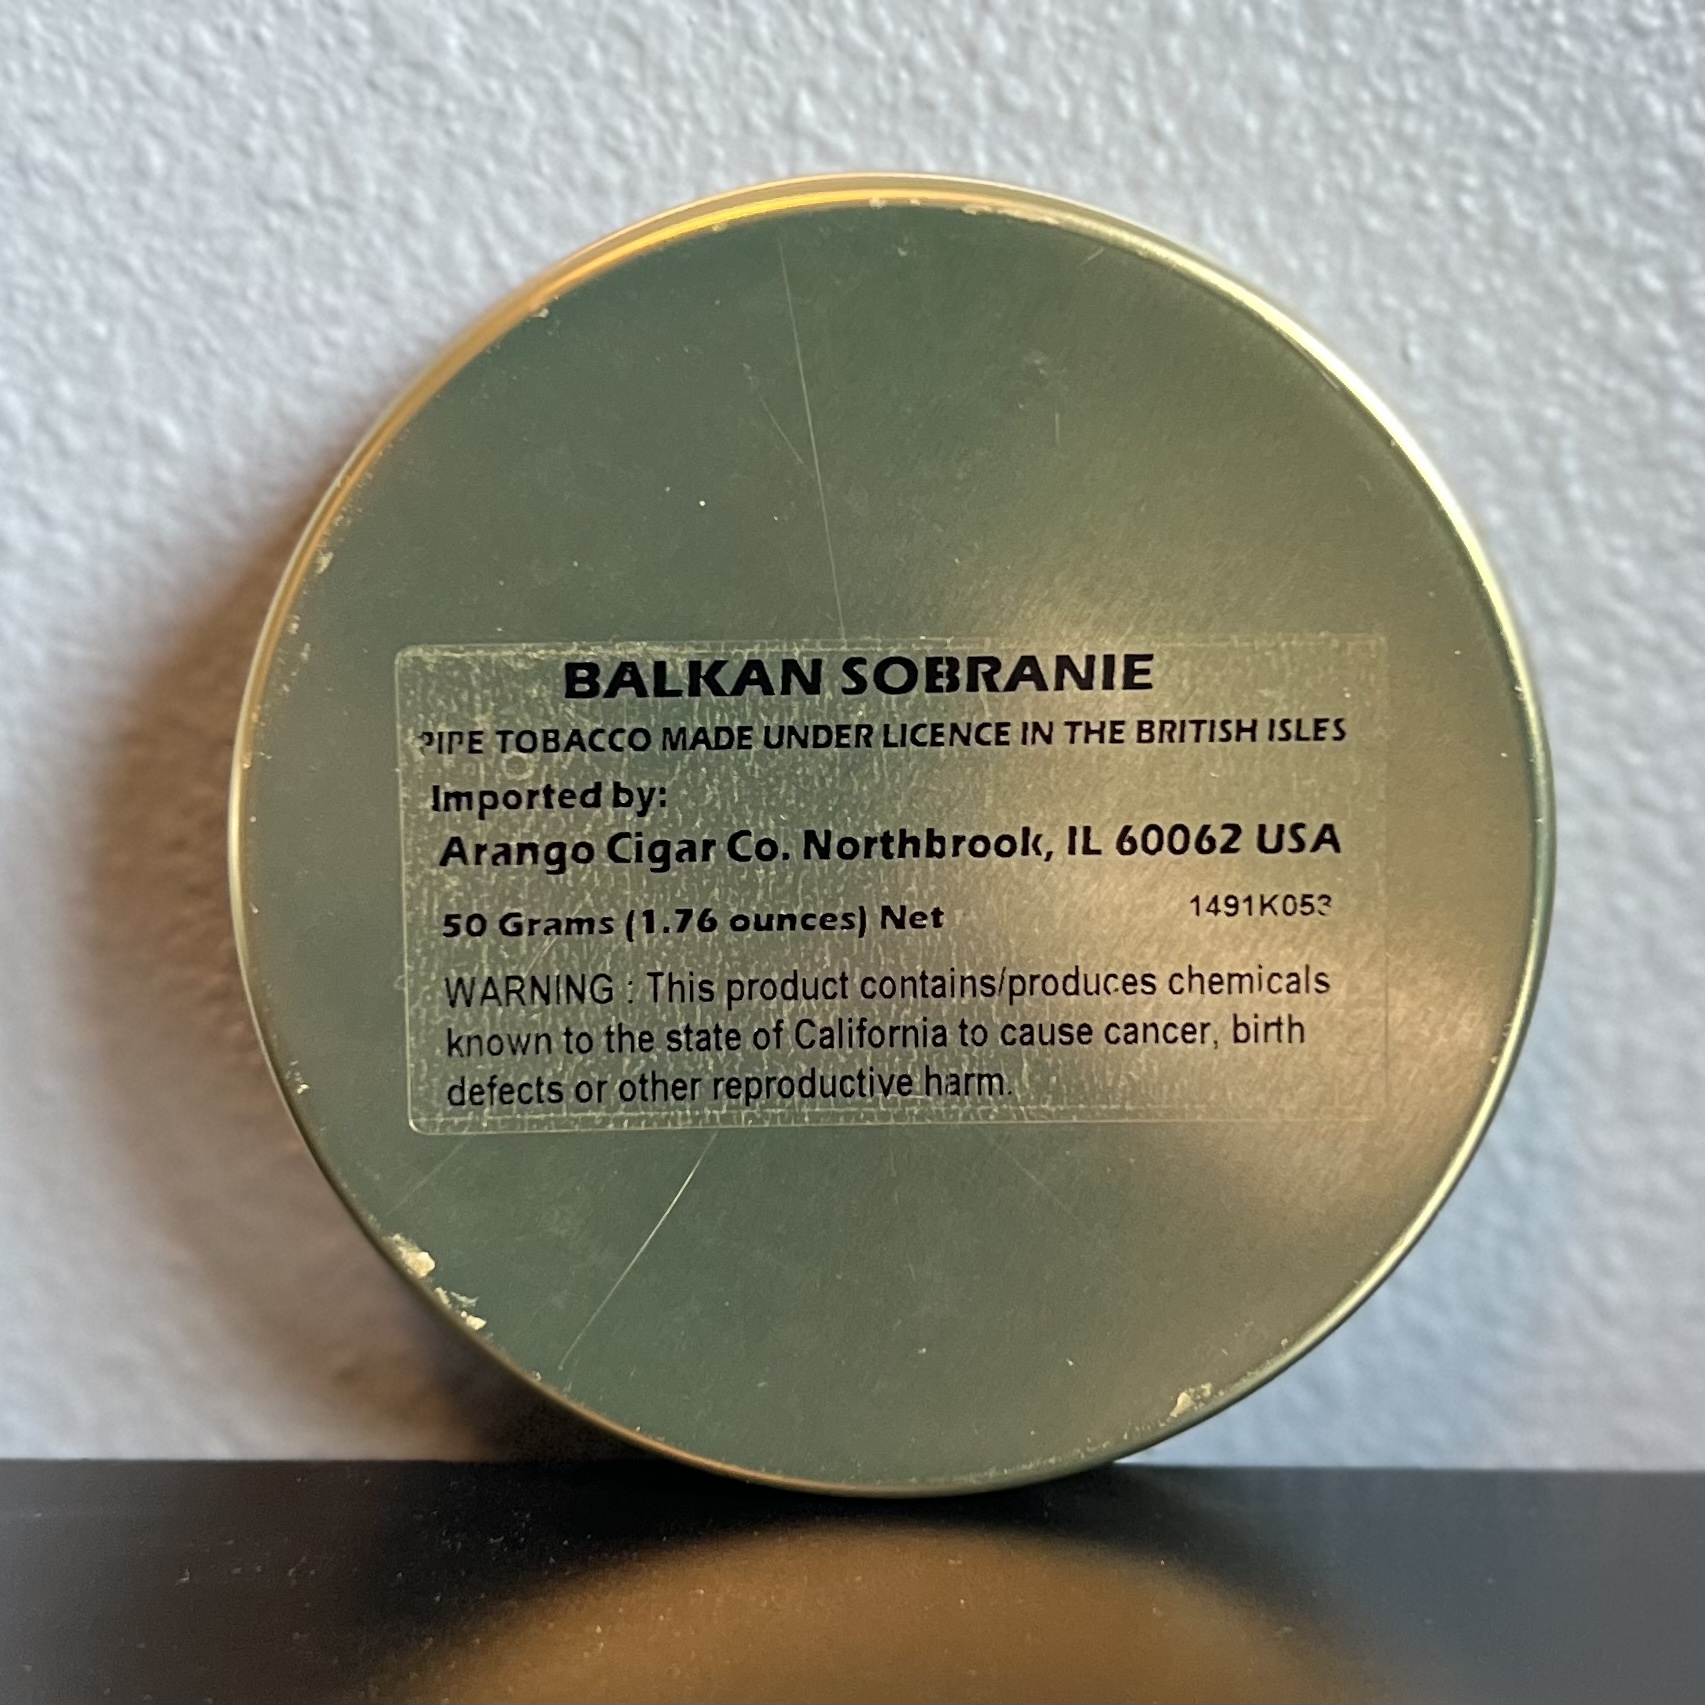 BALKAN SOBRANIE
PIPE TOBACCO MADE UNDER LICENCE IN THE BRITISH ISLES
Imported by:
Arango Cigar Co. Northbrook, IL 60062 USA
50 Grams (1.76 ounces) Net 1491K053
WARNING : This product contains/produces chemicals
known to the state of California to cause cancer, birth
defects or other reproductive harm.